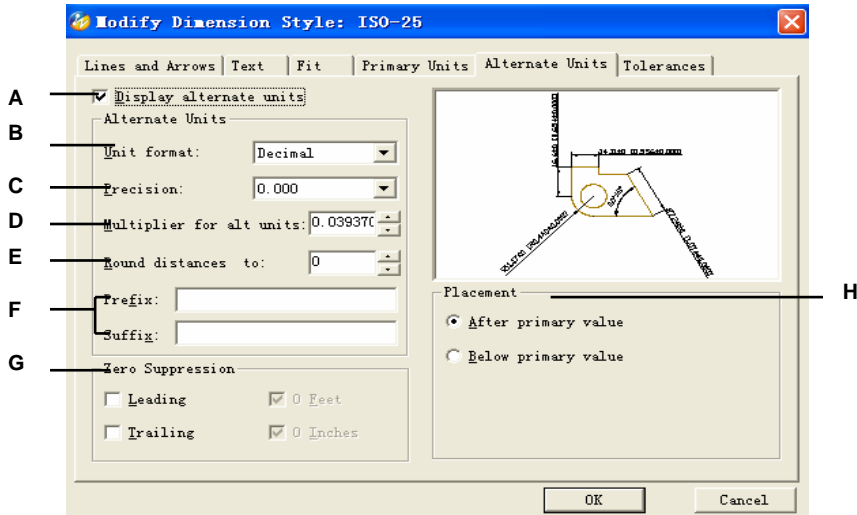 Modify Dimension Style: ISO-25
Lines and Arrows Text Fit Primary Units Alternate Units Tolerances
A Display alternate units
Alternate Units
B Unit format: Decimal
C Precision: 0.000
D Multiplier for alt units: 0.03937
E Round distances to: 0
F Prefix:
Suffix:
G Zero Suppression
Leading 0 Feet
Trailing 0 Inches
Placement H
After primary value
Below primary value
OK Cancel